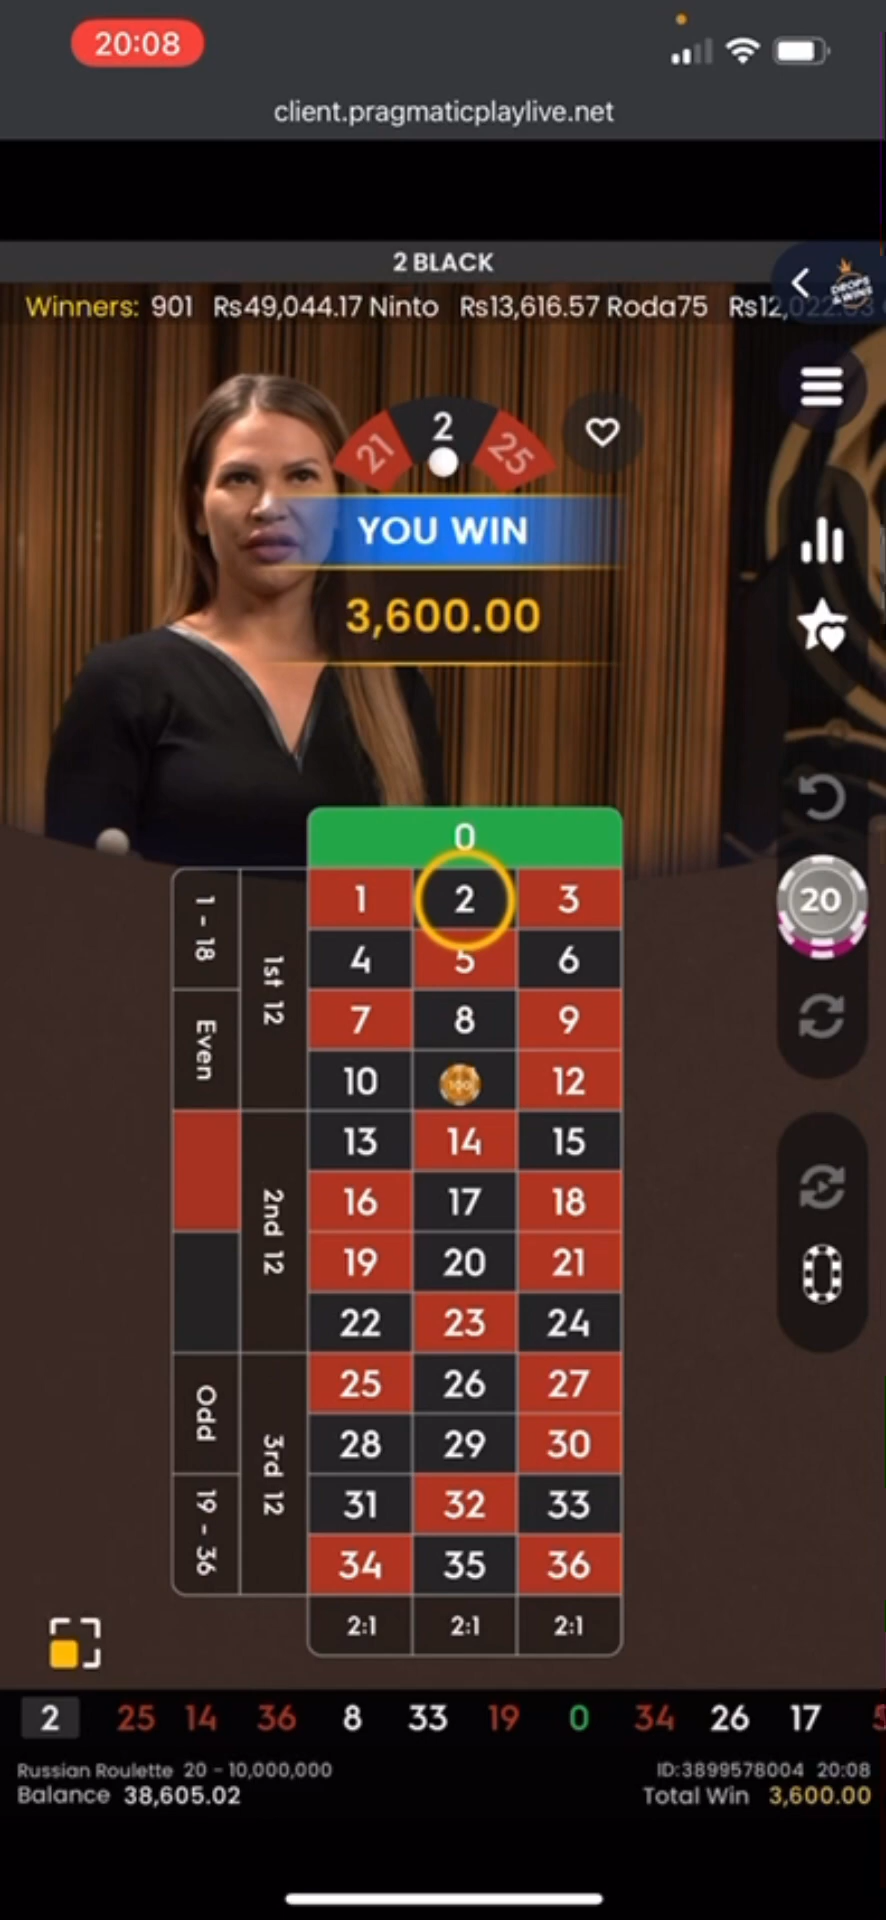 20:08
client.pragmaticplaylive.net
2 BLACK
Winners: 901 Rs49,044.17 Ninto Rs13,616.57 Roda75 Rs12,022
DROPS
& WINS
21 2 25
YOU WIN
3,600.00
0
1 2 3
4 5 6
7 8 9
10 100 12
13 14 15
16 17 18
19 20 21
22 23 24
25 26 27
28 29 30
31 32 33
34 35 36
2:1 2:1 2:1
1 - 18
Even
Odd
19 - 36
1st 12
2nd 12
3rd 12
20
2 25 14 36 8 33 19 0 34 26 17
Russian Roulette 20 - 10,000,000
Balance 38,605.02
ID:3899578004 20:08
Total Win 3,600.00